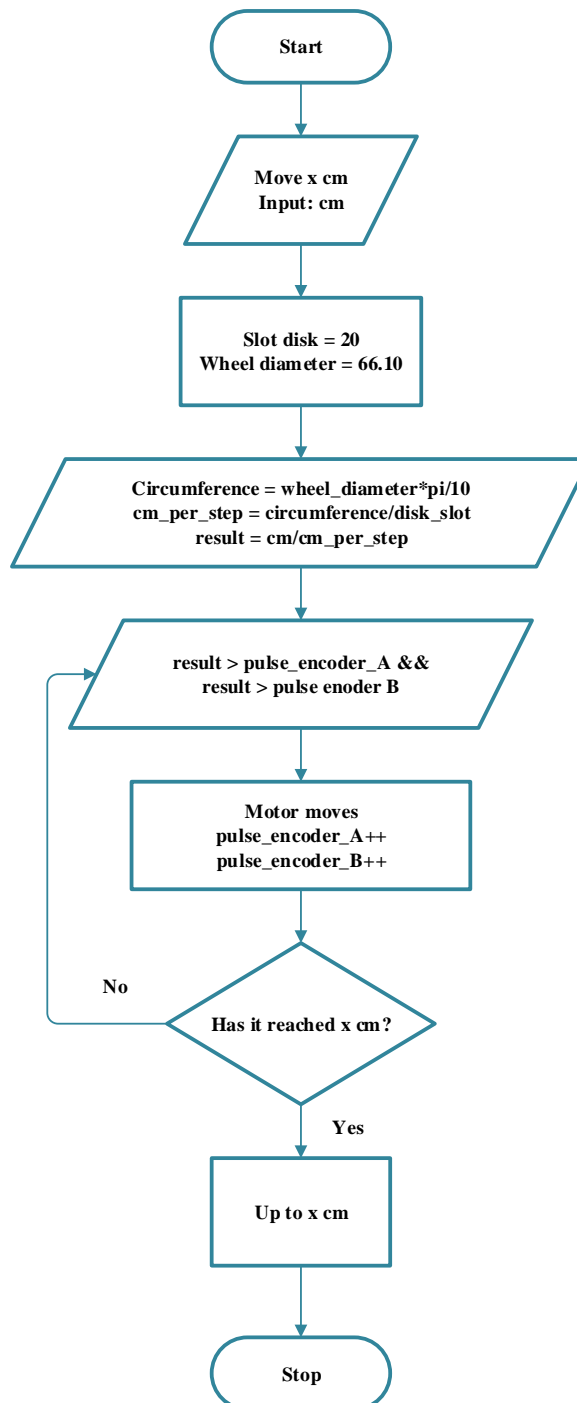 Start
Move x cm
Input: cm
Slot disk = 20
Wheel diameter = 66.10
Circumference = wheel_diameter*pi/10
cm_per_step = circumference/disk_slot
result = cm/cm_per_step
result > pulse_encoder_A &&
result > pulse enoder B
Motor moves
pulse_encoder_A++
pulse_encoder_B++
No
Has it reached x cm?
Yes
Up to x cm
Stop